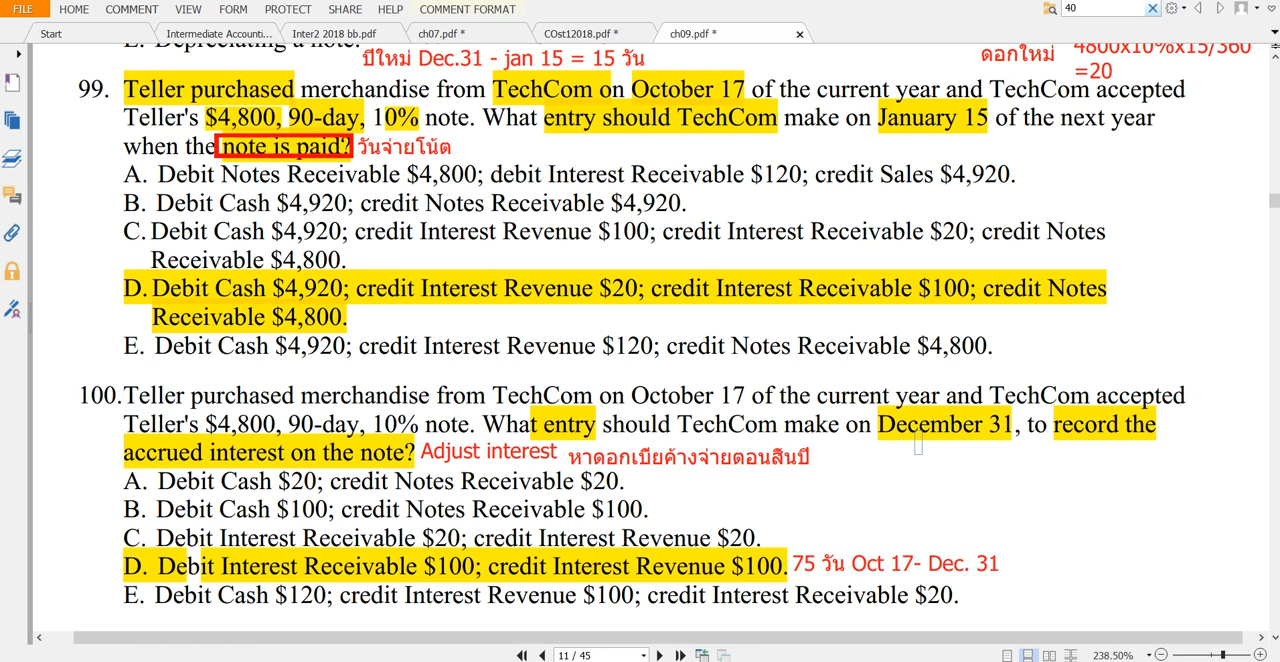 FILE HOME COMMENT VIEW FORM PROTECT SHARE HELP COMMENT FORMAT 40
Start Intermediate Accounti... Inter2 2018 bb.pdf ch07.pdf * COst12018.pdf * ch09.pdf *
E. Depreciating a note.
ปีใหม่ Dec.31 - jan 15 = 15 วัน
ดอกใหม่ 4800x10%x15/360
=20
99. Teller purchased merchandise from TechCom on October 17 of the current year and TechCom accepted
Teller's $4,800, 90-day, 10% note. What entry should TechCom make on January 15 of the next year
when the note is paid? วันจ่ายโน้ต
A. Debit Notes Receivable $4,800; debit Interest Receivable $120; credit Sales $4,920.
B. Debit Cash $4,920; credit Notes Receivable $4,920.
C. Debit Cash $4,920; credit Interest Revenue $100; credit Interest Receivable $20; credit Notes
Receivable $4,800.
D. Debit Cash $4,920; credit Interest Revenue $20; credit Interest Receivable $100; credit Notes
Receivable $4,800.
E. Debit Cash $4,920; credit Interest Revenue $120; credit Notes Receivable $4,800.
100. Teller purchased merchandise from TechCom on October 17 of the current year and TechCom accepted
Teller's $4,800, 90-day, 10% note. What entry should TechCom make on December 31, to record the
accrued interest on the note? Adjust interest หาดอกเบียค้างจ่ายตอนสิ้นปี
A. Debit Cash $20; credit Notes Receivable $20.
B. Debit Cash $100; credit Notes Receivable $100.
C. Debit Interest Receivable $20; credit Interest Revenue $20.
D. Debit Interest Receivable $100; credit Interest Revenue $100. 75 วัน Oct 17- Dec. 31
E. Debit Cash $120; credit Interest Revenue $100; credit Interest Receivable $20.
11 / 45 238.50%